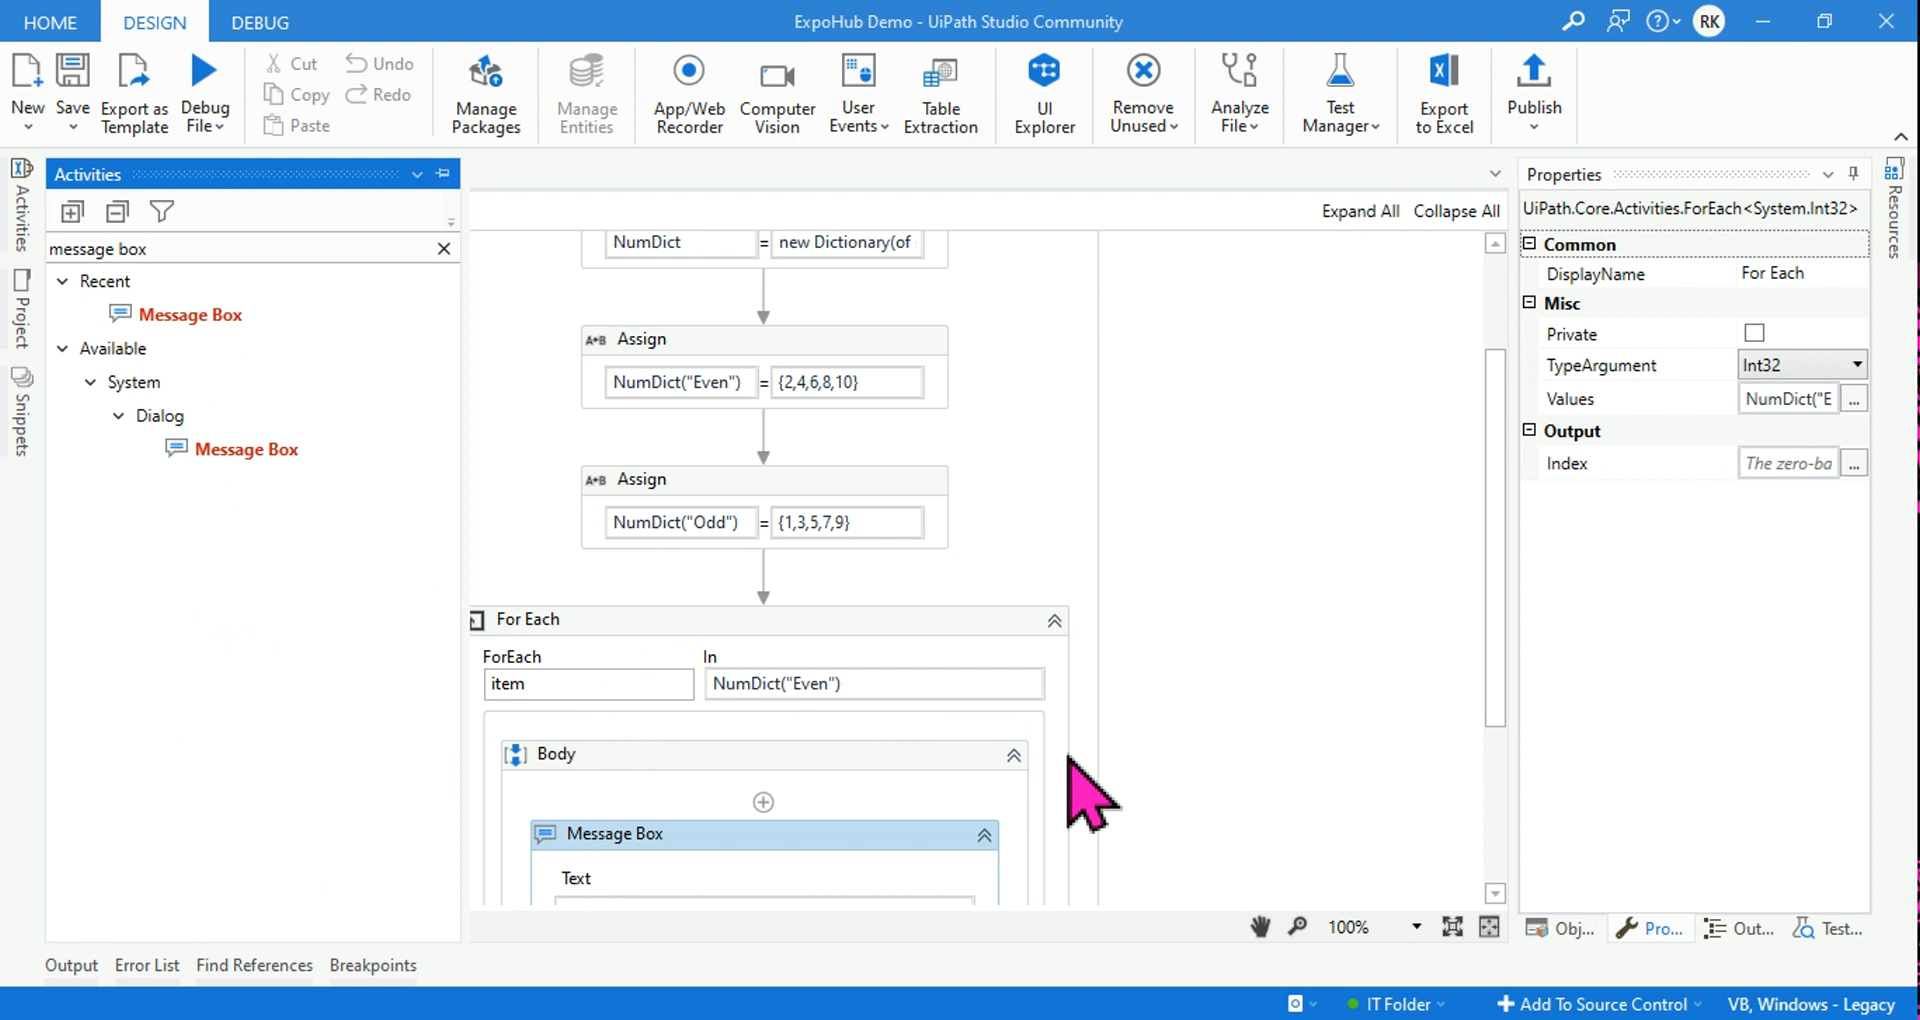 HOME DESIGN DEBUG ExpoHub Demo - UiPath Studio Community RK
New Save Export as Template Debug File Cut Copy Paste Undo Redo Manage Packages Manage Entities App/Web Recorder Computer Vision User Events Table Extraction UI Explorer Remove Unused Analyze File Test Manager Export to Excel Publish
Activities
Project
Snippets
Activities
message box
Recent
Message Box
Available
System
Dialog
Message Box
Expand All Collapse All
NumDict = new Dictionary(of
A+B Assign
NumDict("Even") = {2,4,6,8,10}
A+B Assign
NumDict("Odd") = {1,3,5,7,9}
For Each
ForEach In
item NumDict("Even")
Body
Message Box
Text
100%
Properties
UiPath.Core.Activities.ForEach<System.Int32>
Common
DisplayName For Each
Misc
Private
TypeArgument Int32
Values NumDict("E ...
Output
Index The zero-ba ...
Obj... Pro... Out... Test...
Resources
Output Error List Find References Breakpoints
IT Folder Add To Source Control VB, Windows - Legacy